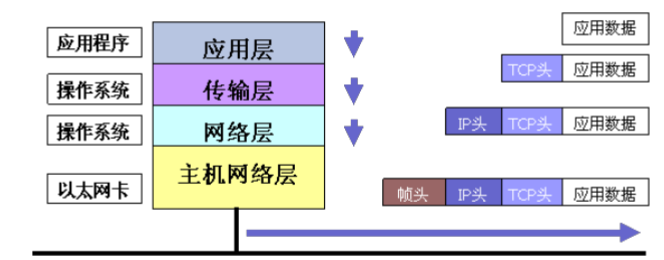 应用数据
应用程序 应用层
TCP头 应用数据
操作系统 传输层
IP头 TCP头 应用数据
操作系统 网络层
主机网络层
以太网卡 帧头 IP头 TCP头 应用数据